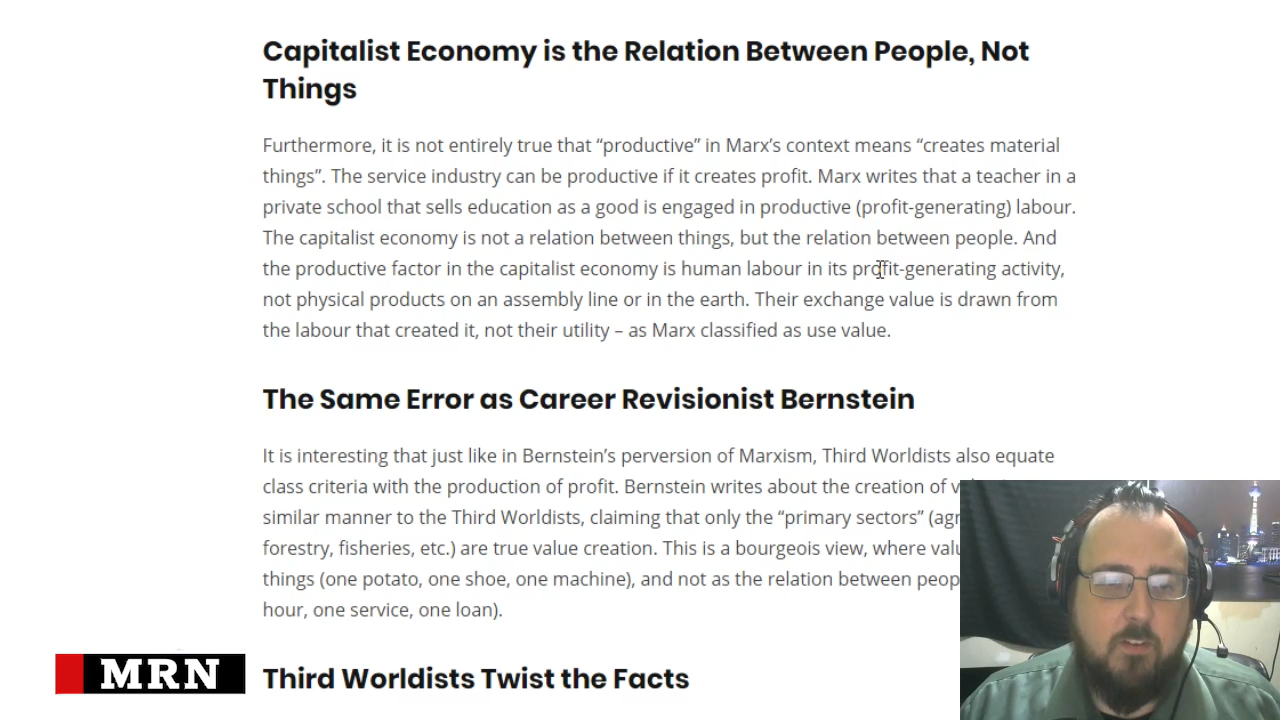 Capitalist Economy is the Relation Between People, Not
Things
Furthermore, it is not entirely true that “productive” in Marx’s context means “creates material
things”. The service industry can be productive if it creates profit. Marx writes that a teacher in a
private school that sells education as a good is engaged in productive (profit-generating) labour.
The capitalist economy is not a relation between things, but the relation between people. And
the productive factor in the capitalist economy is human labour in its profit-generating activity,
not physical products on an assembly line or in the earth. Their exchange value is drawn from
the labour that created it, not their utility – as Marx classified as use value.
The Same Error as Career Revisionist Bernstein
It is interesting that just like in Bernstein’s perversion of Marxism, Third Worldists also equate
class criteria with the production of profit. Bernstein writes about the creation of
similar manner to the Third Worldists, claiming that only the “primary sectors”
forestry, fisheries, etc.) are true value creation. This is a bourgeois view, where
things (one potato, one shoe, one machine), and not as the relation between
hour, one service, one loan).
Third Worldists Twist the Facts
MRN